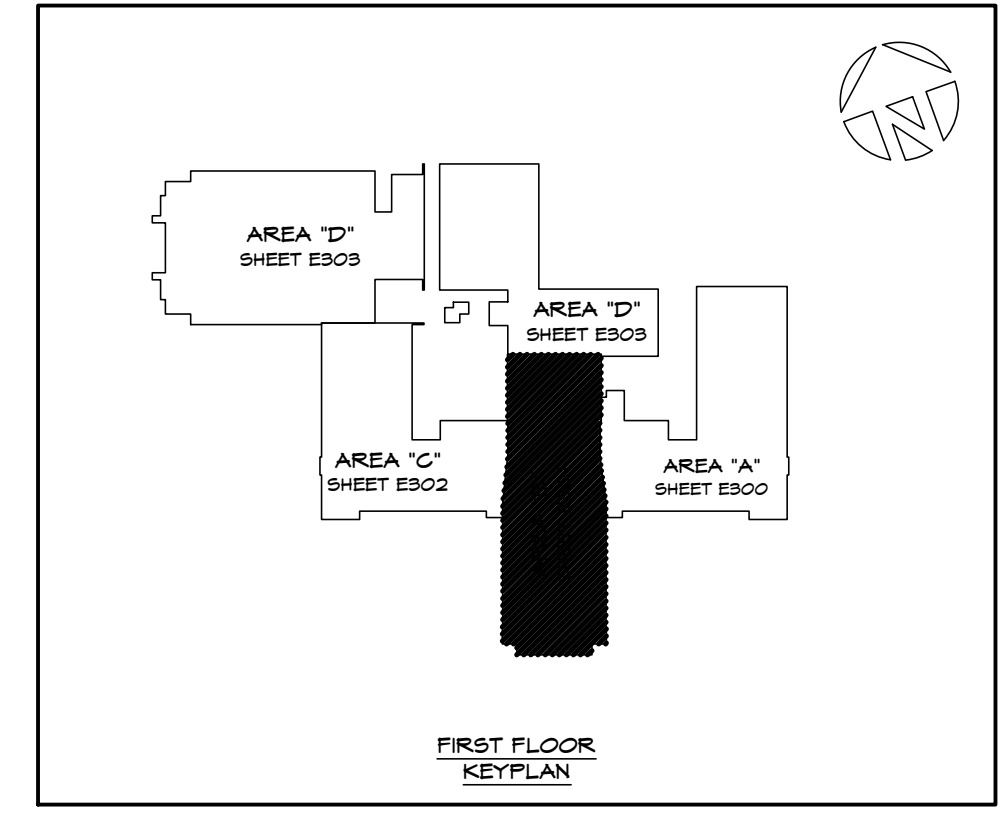 N
AREA "D"
SHEET E303
AREA "D"
SHEET E303
AREA "C"
SHEET E302
AREA "A"
SHEET E300
FIRST FLOOR
KEYPLAN